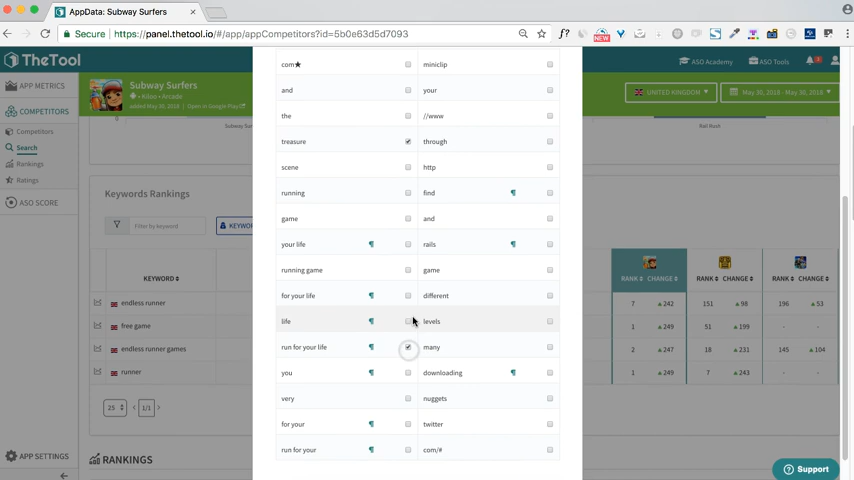 AppData: Subway Surfers
Secure https://panel.thetool.io/#/app/appCompetitors?id=5b0e63d5d7093
f?
NEW
TheTool
ASO Academy
ASO Tools
APP METRICS
Subway Surfers
Kiloo • Arcade
added May 30, 2018 | Open in Google Play
UNITED KINGDOM
May 30, 2018 - May 30, 2018
COMPETITORS
Competitors
Search
Rankings
Ratings
ASO SCORE
Subway Surf
Rail Rush
Keywords Rankings
Filter by keyword
KEYWO
KEYWORD
RANK CHANGE
RANK CHANGE
RANK CHANGE
endless runner
7 242 151 98 196 53
free game
1 249 51 199 - -
endless runner games
2 247 18 231 145 104
runner
1 249 7 243 - -
25
1/1
RANKINGS
APP SETTINGS
Support
com★ miniclip
and your
the //www
treasure through
scene http
running find ¶
game and
your life ¶ rails ¶
running game game
for your life ¶ different
life ¶ levels
run for your life ¶ many
you ¶ downloading ¶
very nuggets
for your ¶ twitter
run for your ¶ com/#